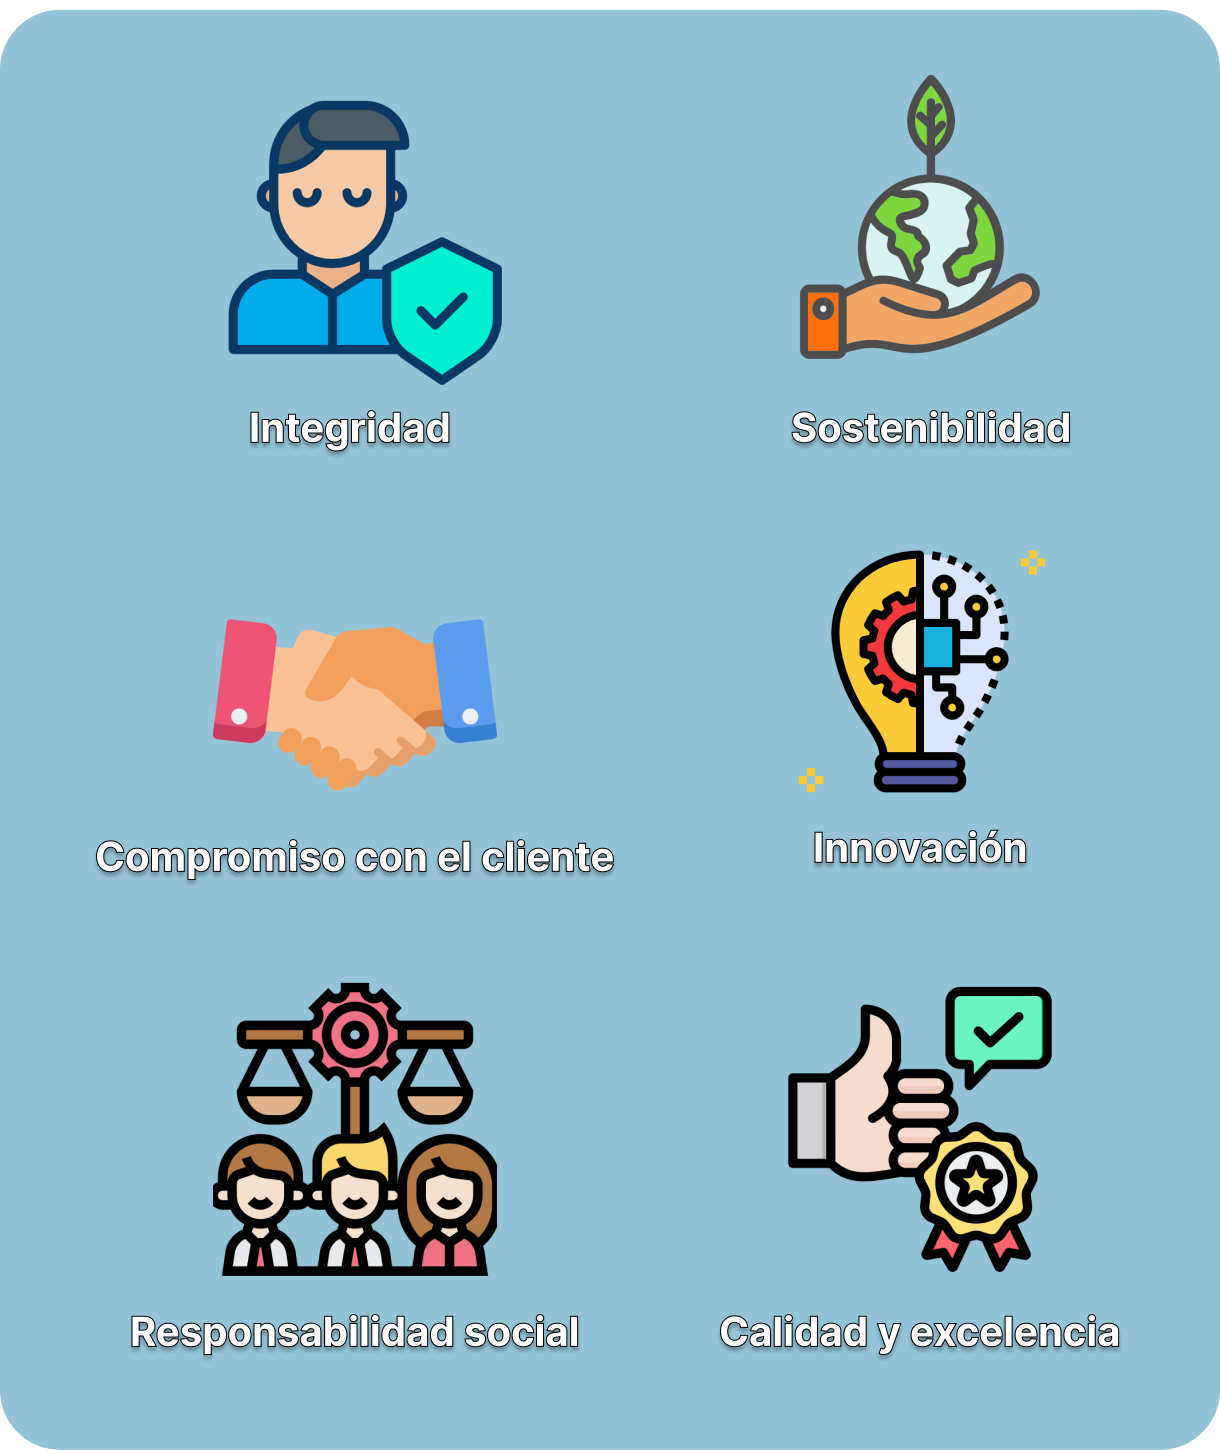 Integridad
Sostenibilidad
Compromiso con el cliente
Innovación
Responsabilidad social
Calidad y excelencia